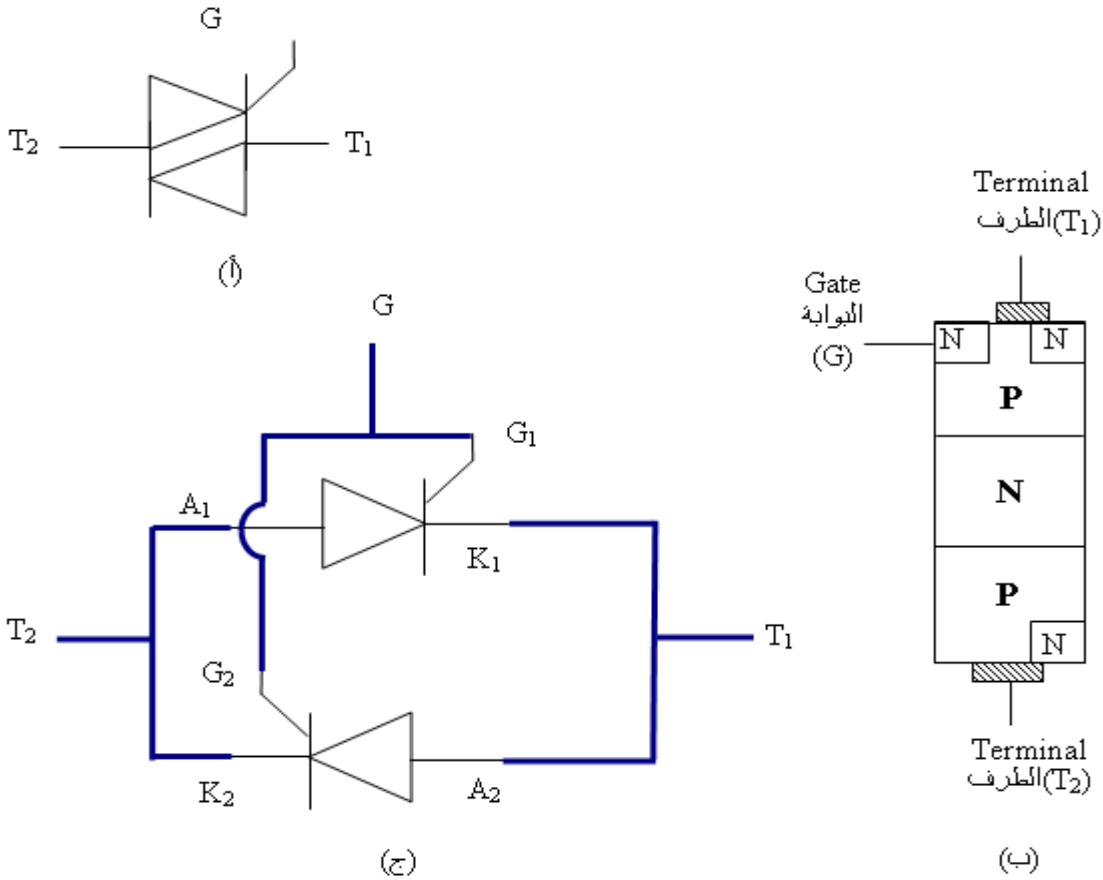 G
T₂
T₁
(أ)
Terminal
الطرف(T₁)
Gate
البوابة
(G)
N
N
P
N
P
N
Terminal
الطرف(T₂)
(ب)
G
G₁
A₁
K₁
T₂
T₁
G₂
K₂
A₂
(ج)